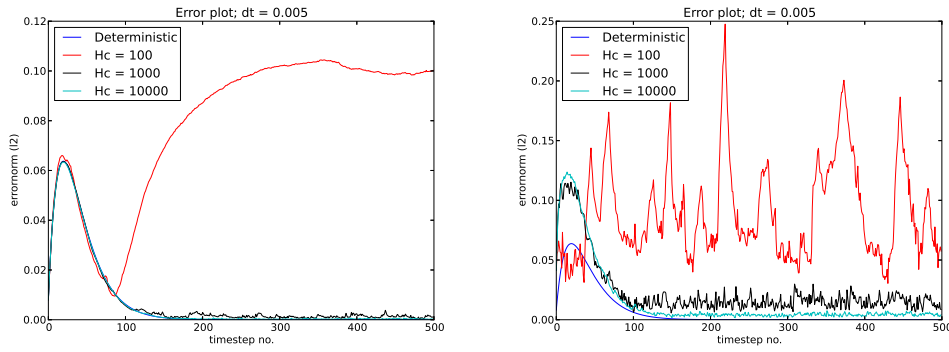 Error plot; dt = 0.005
errornorm (l2)
0.12
0.10
0.08
0.06
0.04
0.02
0.00
Deterministic
Hc = 100
Hc = 1000
Hc = 10000
0 100 200 300 400 500
timestep no.
Error plot; dt = 0.005
errornorm (l2)
0.25
0.20
0.15
0.10
0.05
0.00
Deterministic
Hc = 100
Hc = 1000
Hc = 10000
0 100 200 300 400 500
timestep no.